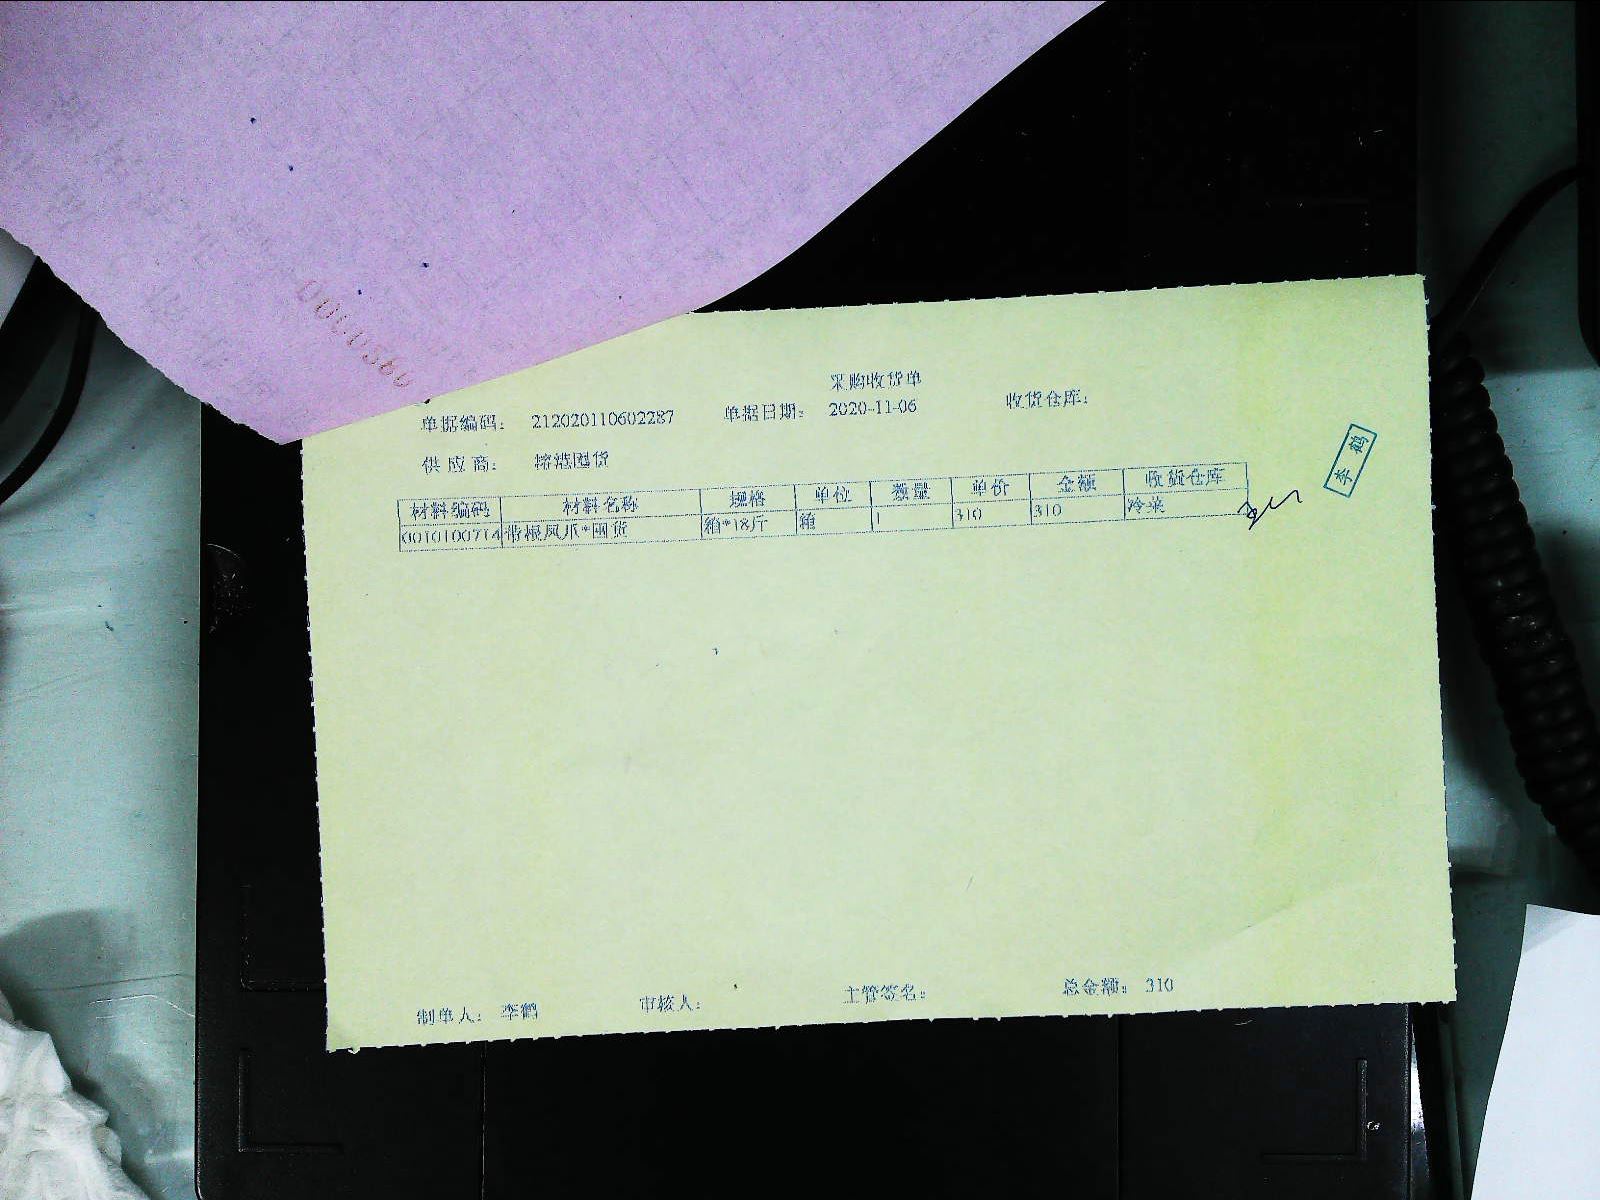 采购收货单
单据编码： 212020110602287 单据日期： 2020-11-06 收货仓库：
供应商： 囤货
材料编码 材料名称 规格 单位 数量 单价 金额 收货仓库
0010100714 带根凤爪*囤货 箱*18斤 箱 1 310 310 冷菜
李鹤
制单人： 李鹤 审核人： 主管签名： 总金额： 310